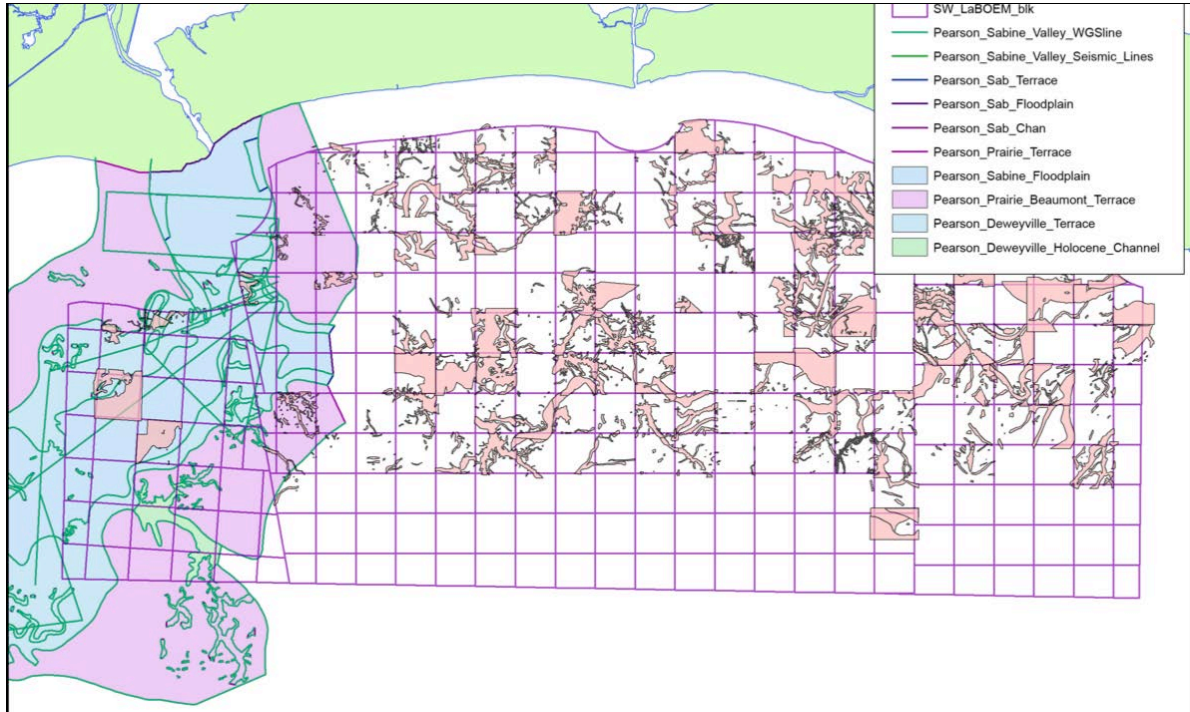 SW_LaBOEM_blk
Pearson_Sabine_Valley_WGSline
Pearson_Sabine_Valley_Seismic_Lines
Pearson_Sab_Terrace
Pearson_Sab_Floodplain
Pearson_Sab_Chan
Pearson_Prairie_Terrace
Pearson_Sabine_Floodplain
Pearson_Prairie_Beaumont_Terrace
Pearson_Deweyville_Terrace
Pearson_Deweyville_Holocene_Channel